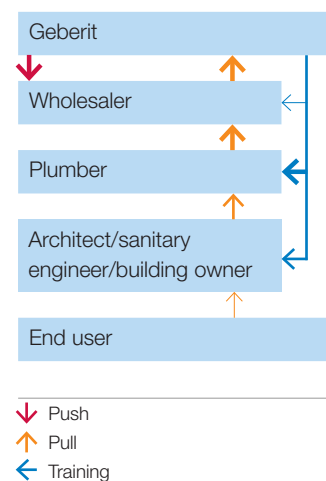 Geberit
Wholesaler
Plumber
Architect/sanitary
engineer/building owner
End user
Push
Pull
Training